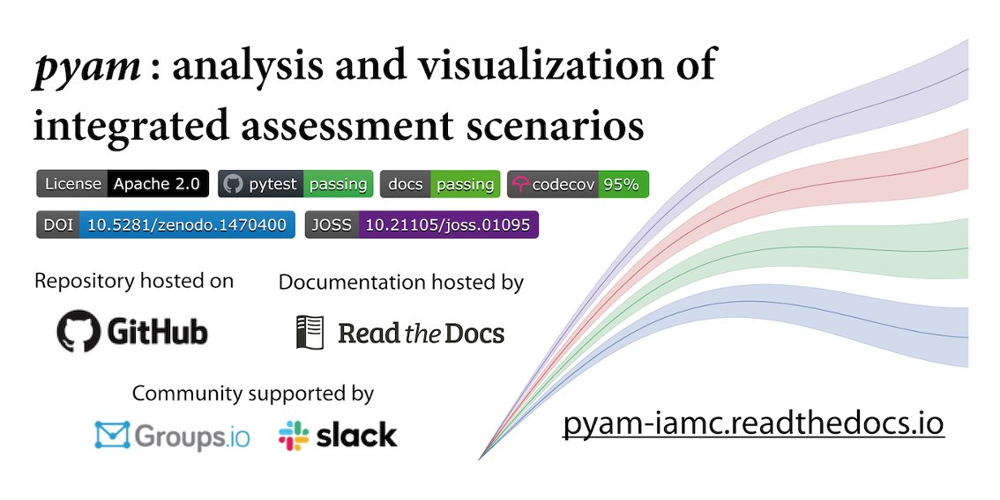 pyam : analysis and visualization of
integrated assessment scenarios
License Apache 2.0 pytest passing docs passing codecov 95%
DOI 10.5281/zenodo.1470400 JOSS 10.21105/joss.01095
Repository hosted on Documentation hosted by
GitHub Read the Docs
Community supported by
Groups.io slack
pyam-iamc.readthedocs.io